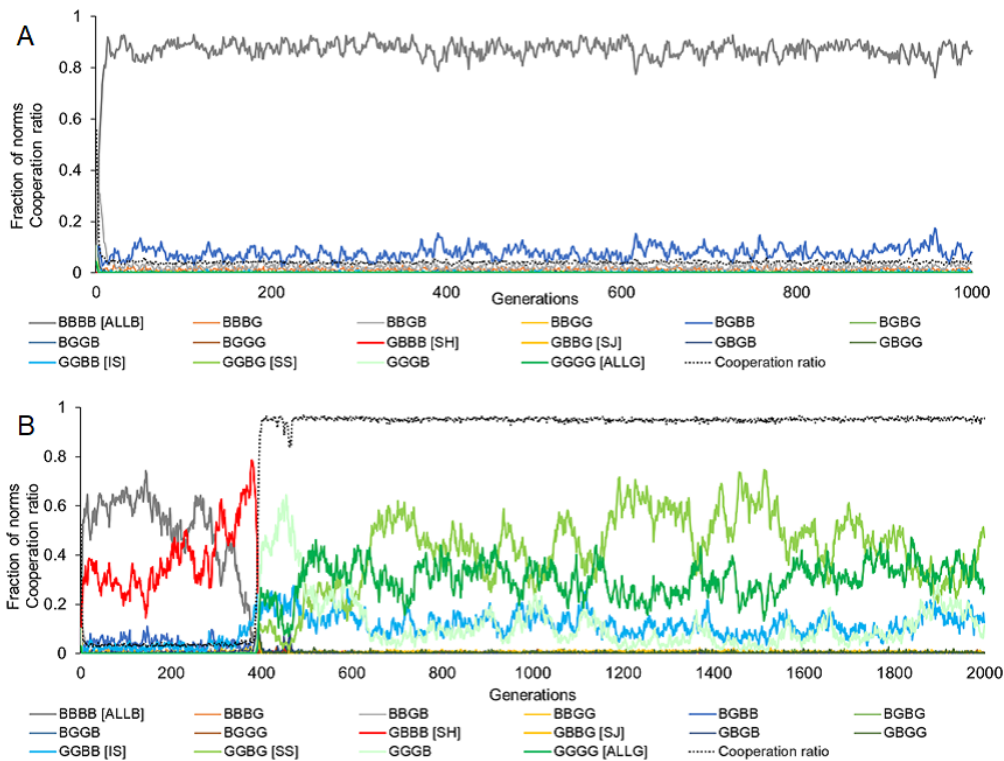 A
1
0.8
0.6
0.4
0.2
0
Fraction of norms
Cooperation ratio
0 200 400 600 800 1000
Generations
BBBB [ALLB] BBBG BBGB BBGG BGBB BGBG
BGGB BGGG GBBB [SH] GBBG [SJ] GBGB GBGG
GGBB [IS] GGBG [SS] GGGB GGGG [ALLG] Cooperation ratio
B
1
0.8
0.6
0.4
0.2
0
Fraction of norms
Cooperation ratio
0 200 400 600 800 1000 1200 1400 1600 1800 2000
Generations
BBBB [ALLB] BBBG BBGB BBGG BGBB BGBG
BGGB BGGG GBBB [SH] GBBG [SJ] GBGB GBGG
GGBB [IS] GGBG [SS] GGGB GGGG [ALLG] Cooperation ratio